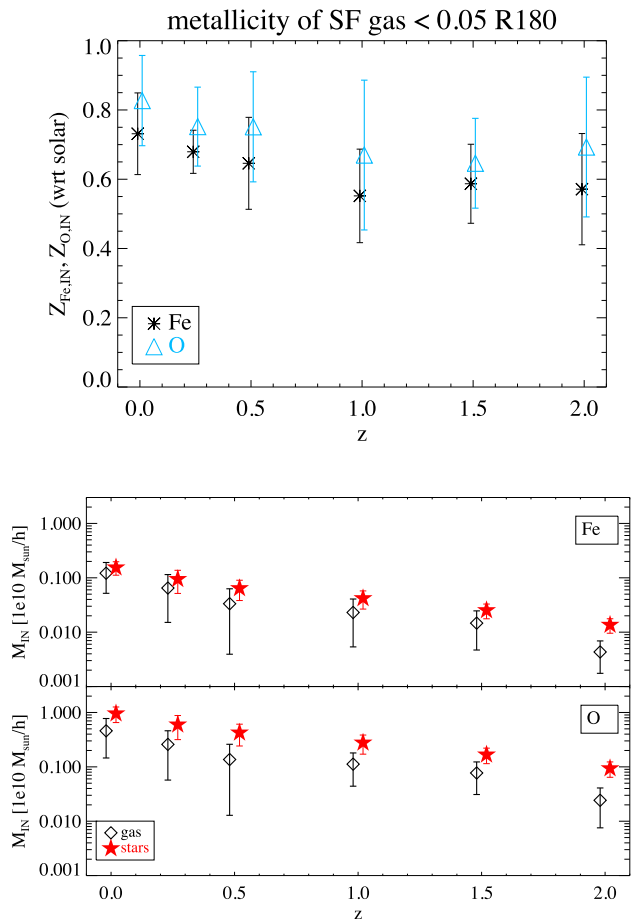 metallicity of SF gas < 0.05 R180
1.0
0.8
0.6
0.4
0.2
0.0
Z_Fe,IN, Z_O,IN (wrt solar)
Fe
O
0.0 0.5 1.0 1.5 2.0
z
1.000
0.100
0.010
0.001
M_IN [1e10 M_sun/h]
Fe
1.000
0.100
0.010
0.001
M_IN [1e10 M_sun/h]
O
gas
stars
0.0 0.5 1.0 1.5 2.0
z